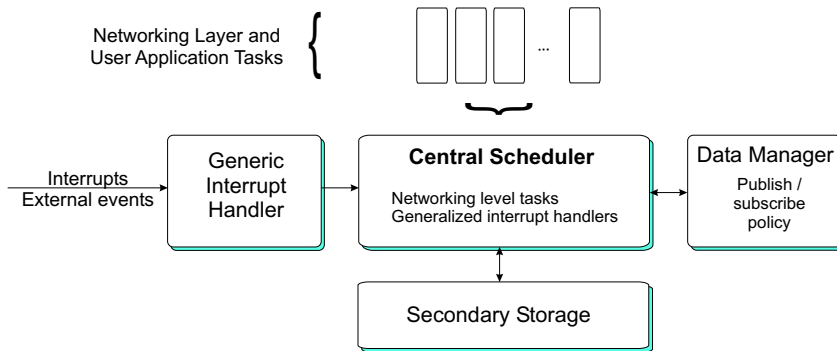 Networking Layer and
User Application Tasks
...
Interrupts
External events
Generic
Interrupt
Handler
Central Scheduler
Networking level tasks
Generalized interrupt handlers
Data Manager
Publish /
subscribe
policy
Secondary Storage